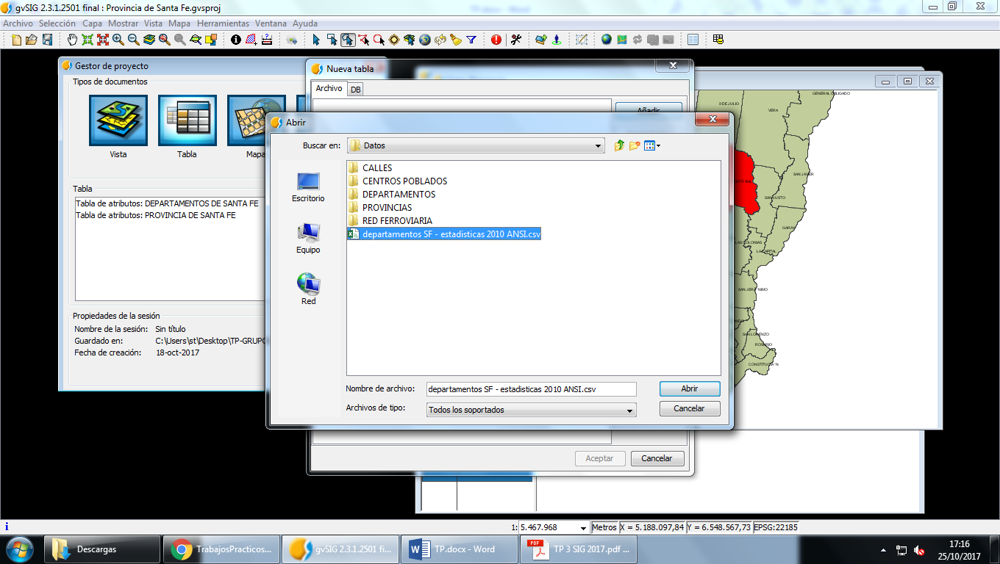 gvSIG 2.3.1.2501 final : Provincia de Santa Fe.gvsproj
Archivo Selección Capa Mostrar Vista Mapa Herramientas Ventana Ayuda
Gestor de proyecto
Tipos de documentos
Vista
Tabla
Mapa
Tabla
Tabla de atributos: DEPARTAMENTOS DE SANTA FE
Tabla de atributos: PROVINCIA DE SANTA FE
Propiedades de la sesión
Nombre de la sesión: Sin título
Guardado en: C:\Users\st\Desktop\TP-GRUPO
Fecha de creación: 18-oct-2017
Nueva tabla
Archivo
DB
Añadir
Abrir
Buscar en: Datos
Escritorio
Equipo
Red
CALLES
CENTROS POBLADOS
DEPARTAMENTOS
PROVINCIAS
RED FERROVIARIA
departamentos SF - estadisticas 2010 ANSI.csv
Nombre de archivo: departamentos SF - estadisticas 2010 ANSI.csv
Abrir
Archivos de tipo: Todos los soportados
Cancelar
Aceptar
Cancelar
GENERAL OBLIGADO
9 DE JULIO
VERA
SAN JAVIER
SAN JUSTO
GARAY
LAS COLONIAS
LA CAPITAL
SAN LORENZO
ROSARIO
CONSTITUCI
1: 5.467.968
Metros
X = 5.188.097,84
Y = 6.548.567,73
EPSG:22185
Descargas
TrabajosPracticos...
gvSIG 2.3.1.2501 fi...
TP.docx - Word
TP 3 SIG 2017.pdf ...
17:16
25/10/2017